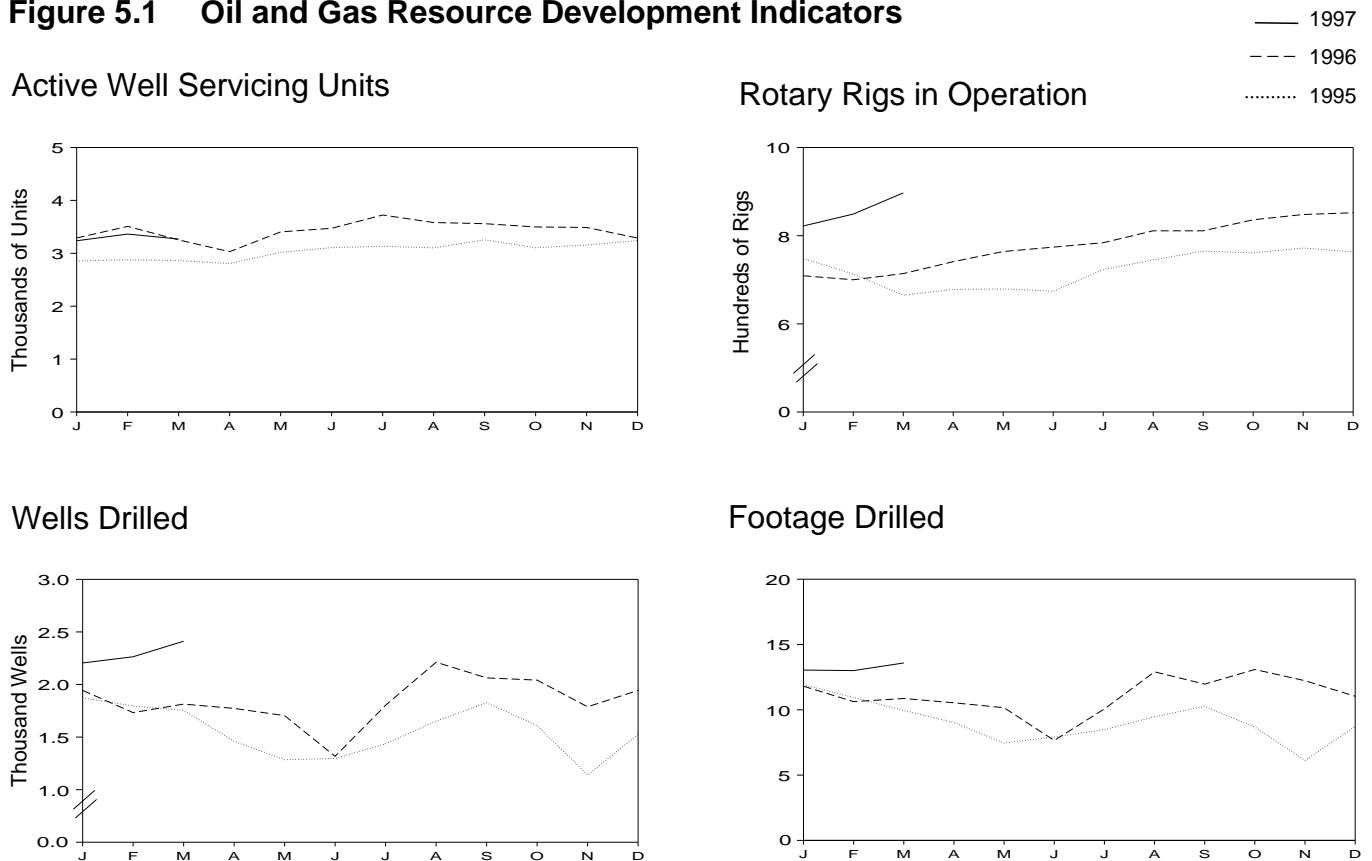 Figure 5.1 Oil and Gas Resource Development Indicators
1997
1996
1995
Active Well Servicing Units
Thousands of Units
5
4
3
2
1
0
J F M A M J J A S O N D
Rotary Rigs in Operation
Hundreds of Rigs
10
8
6
0
J F M A M J J A S O N D
Wells Drilled
Thousand Wells
3.0
2.5
2.0
1.5
1.0
0.0
J F M A M J J A S O N D
Footage Drilled
20
15
10
5
0
J F M A M J J A S O N D